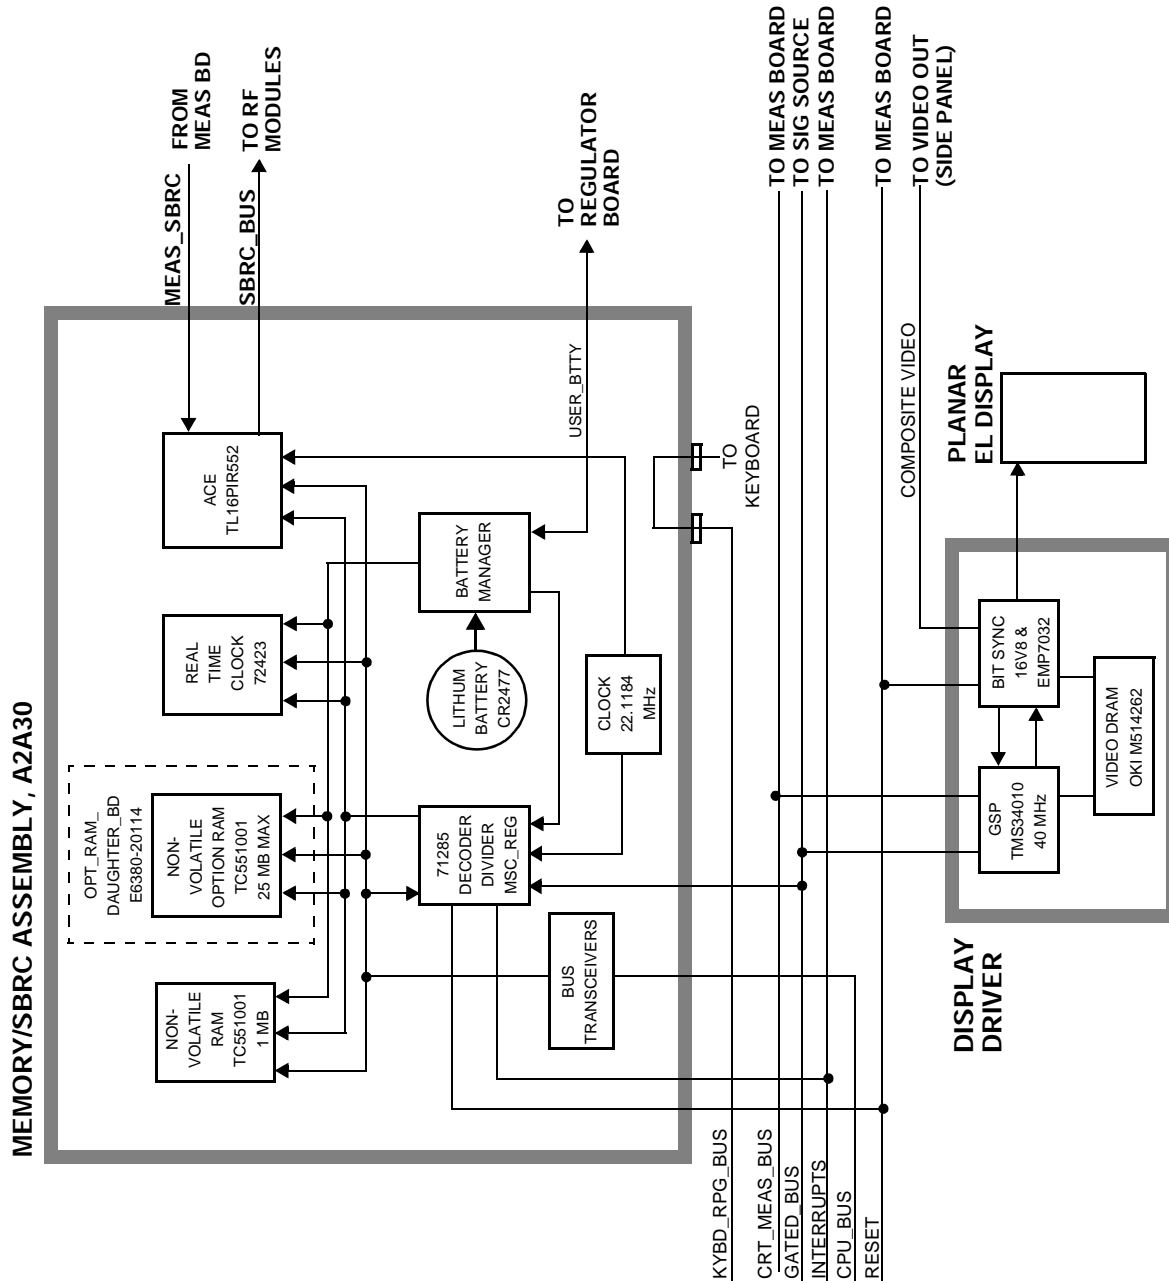 MEMORY/SBRC ASSEMBLY, A2A30
OPT_RAM_
DAUGHTER_BD
E6380-20114
NON-
VOLATILE
RAM
TC551001
1 MB
NON-
VOLATILE
OPTION RAM
TC551001
25 MB MAX
REAL
TIME
CLOCK
72423
ACE
TL16PIR552
MEAS_SBRC
FROM
MEAS BD
SBRC_BUS
TO RF
MODULES
71285
DECODER
DIVIDER
MSC_REG
LITHUM
BATTERY
CR2477
BATTERY
MANAGER
BUS
TRANSCEIVERS
CLOCK
22.1184
MHz
USER_BTTY
TO
REGULATOR
BOARD
TO
KEYBOARD
KYBD_RPG_BUS
CRT_MEAS_BUS
TO MEAS BOARD
GATED_BUS
TO SIG SOURCE
INTERRUPTS
TO MEAS BOARD
CPU_BUS
RESET
TO MEAS BOARD
COMPOSITE VIDEO
TO VIDEO OUT
(SIDE PANEL)
DISPLAY
DRIVER
GSP
TMS34010
40 MHz
BIT SYNC
16V8 &
EMP7032
VIDEO DRAM
OKI M514262
PLANAR
EL DISPLAY